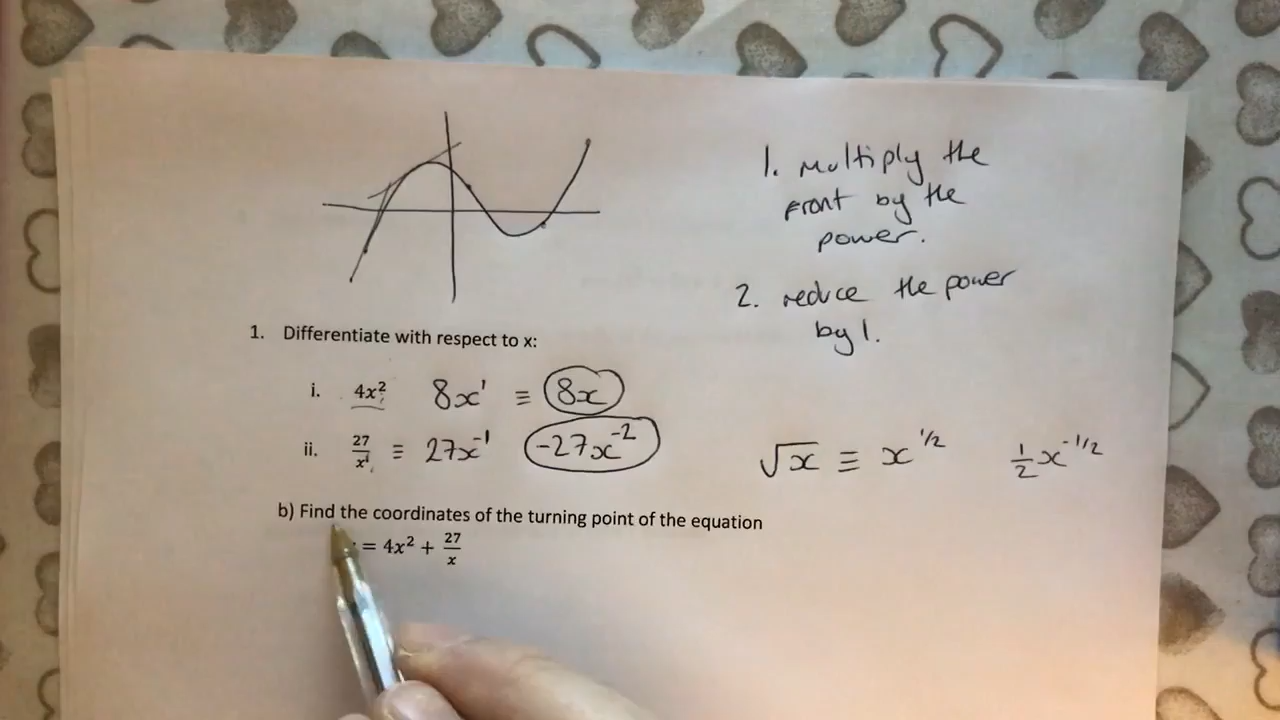 1. Multiply the
front by the
power.
2. reduce the power
by 1.
1. Differentiate with respect to x:
i. 4x² 8x¹ ≡ 8x
ii. 27/x¹ ≡ 27x⁻¹ -27x⁻²
√x ≡ x^1/2 1/2x^-1/2
b) Find the coordinates of the turning point of the equation
= 4x² + 27/x